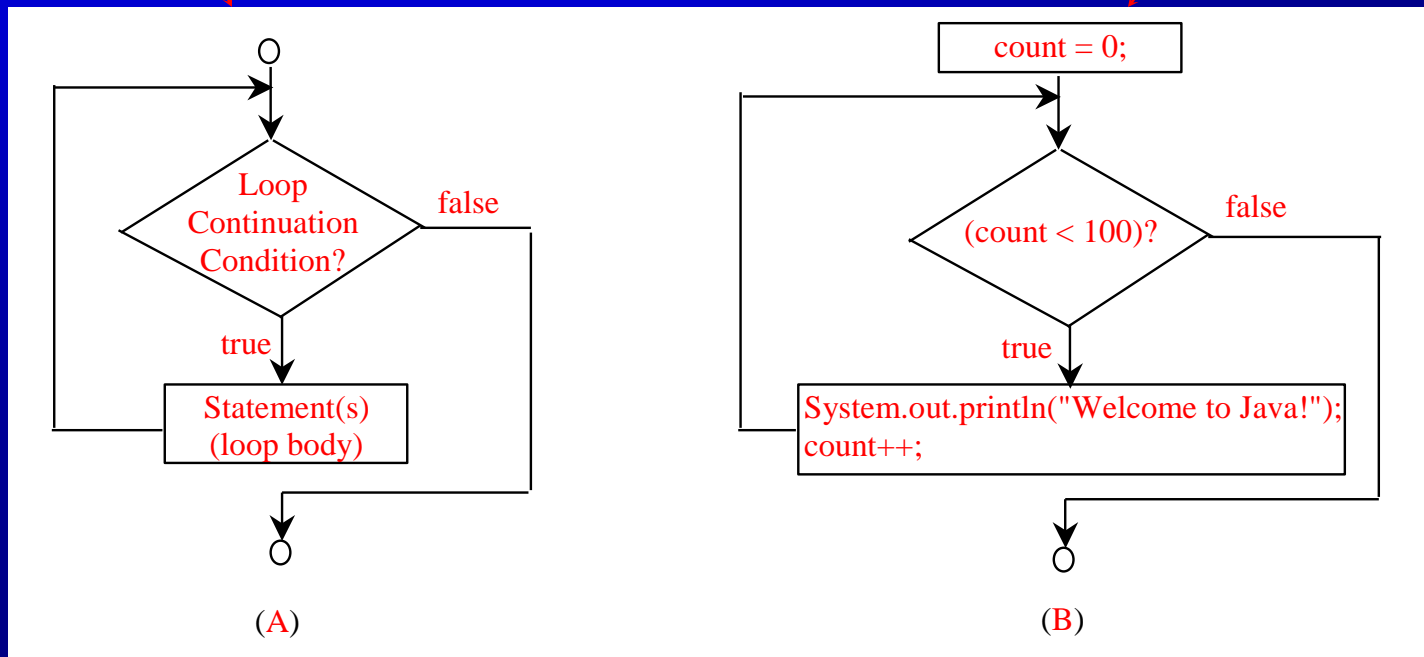 Loop
Continuation
Condition?
false
true
Statement(s)
(loop body)
(A)
count = 0;
(count < 100)?
false
true
System.out.println("Welcome to Java!");
count++;
(B)